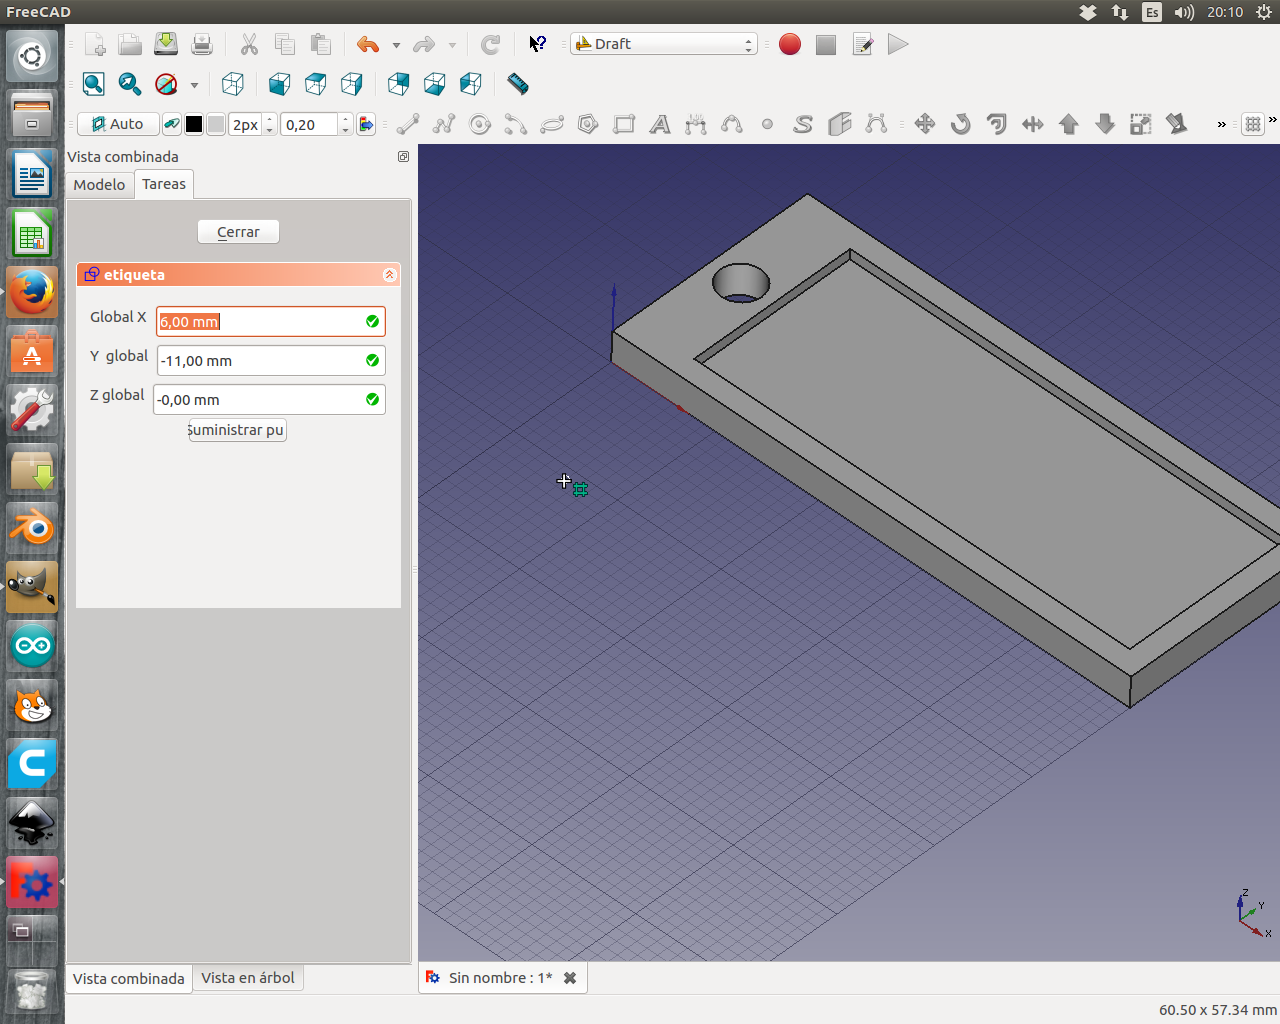 FreeCAD
Es
20:10
Draft
Auto
2px
0,20
»
»
Vista combinada
Modelo
Tareas
Cerrar
etiqueta
Global X
6,00 mm
Y global
-11,00 mm
Z global
-0,00 mm
Suministrar pu
Z
Y
X
Vista combinada
Vista en árbol
Sin nombre : 1*
60.50 x 57.34 mm